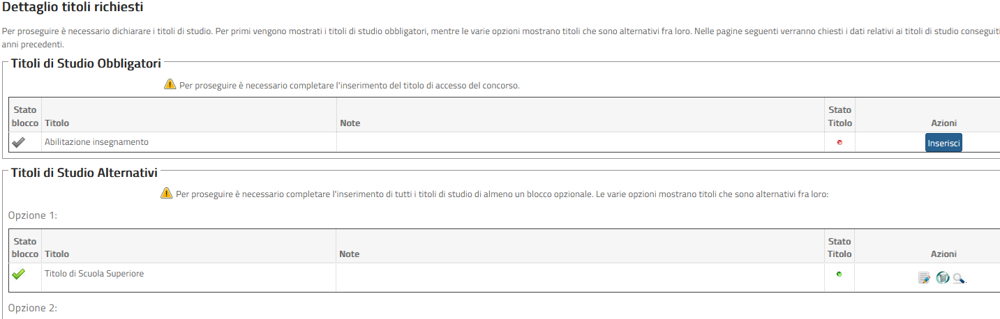 Dettaglio titoli richiesti
Per proseguire è necessario dichiarare i titoli di studio. Per primi vengono mostrati i titoli di studio obbligatori, mentre le varie opzioni mostrano titoli che sono alternativi fra loro. Nelle pagine seguenti verranno chiesti i dati relativi ai titoli di studio conseguiti
anni precedenti.
Titoli di Studio Obbligatori
Per proseguire è necessario completare l'inserimento del titolo di accesso del concorso.
Stato blocco Titolo Note Stato Titolo Azioni
Abilitazione insegnamento Inserisci
Titoli di Studio Alternativi
Per proseguire è necessario completare l'inserimento di tutti i titoli di studio di almeno un blocco opzionale. Le varie opzioni mostrano titoli che sono alternativi fra loro:
Opzione 1:
Stato blocco Titolo Note Stato Titolo Azioni
Titolo di Scuola Superiore
Opzione 2: